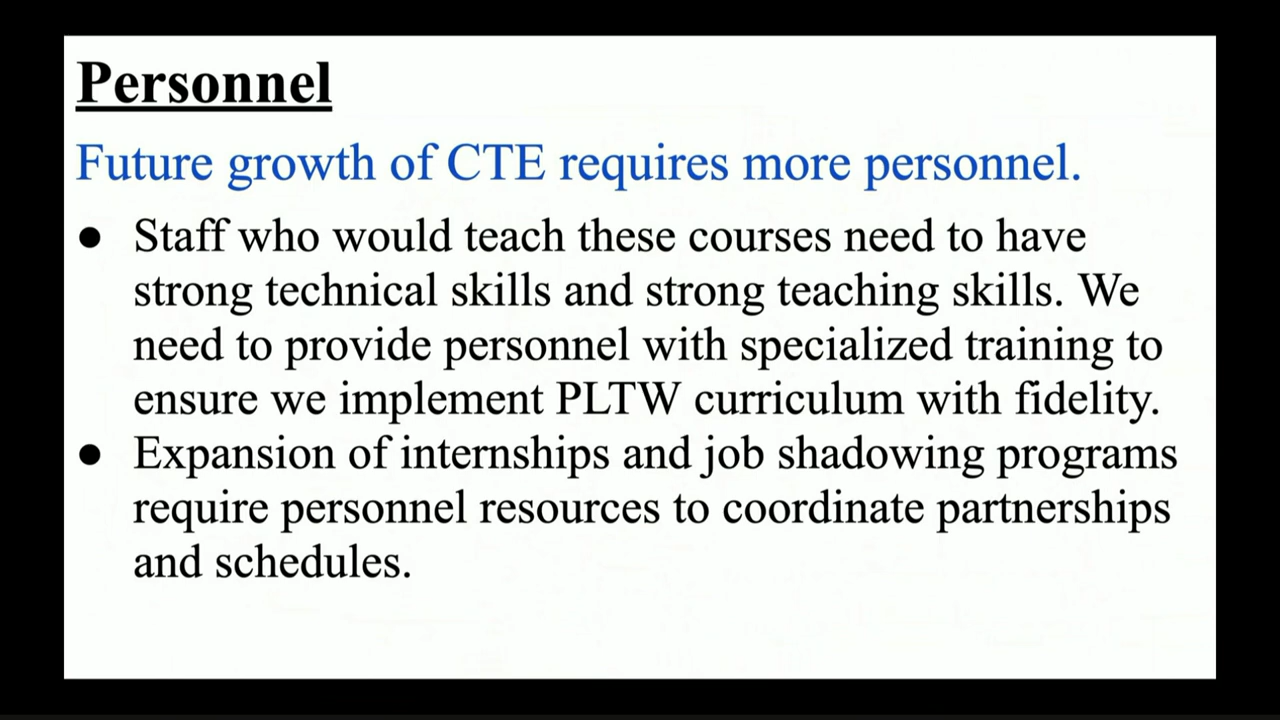 Personnel
Future growth of CTE requires more personnel.
● Staff who would teach these courses need to have
strong technical skills and strong teaching skills. We
need to provide personnel with specialized training to
ensure we implement PLTW curriculum with fidelity.
● Expansion of internships and job shadowing programs
require personnel resources to coordinate partnerships
and schedules.